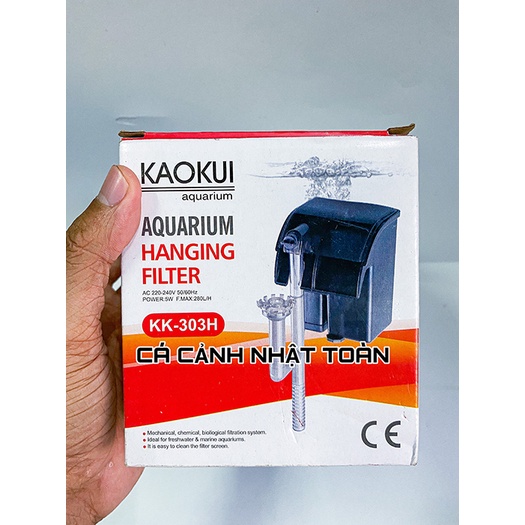 KAOKUI
aquarium
AQUARIUM
HANGING
FILTER
AC 220-240V 50/60Hz
POWER:5W F.MAX:280L/H
KK-303H
CÁ CẢNH NHẬT TOÀN
• Mechanical, chemical, biological filtration system.
• Ideal for freshwater & marine aquariums.
• It is easy to clean the filter screen.
CE